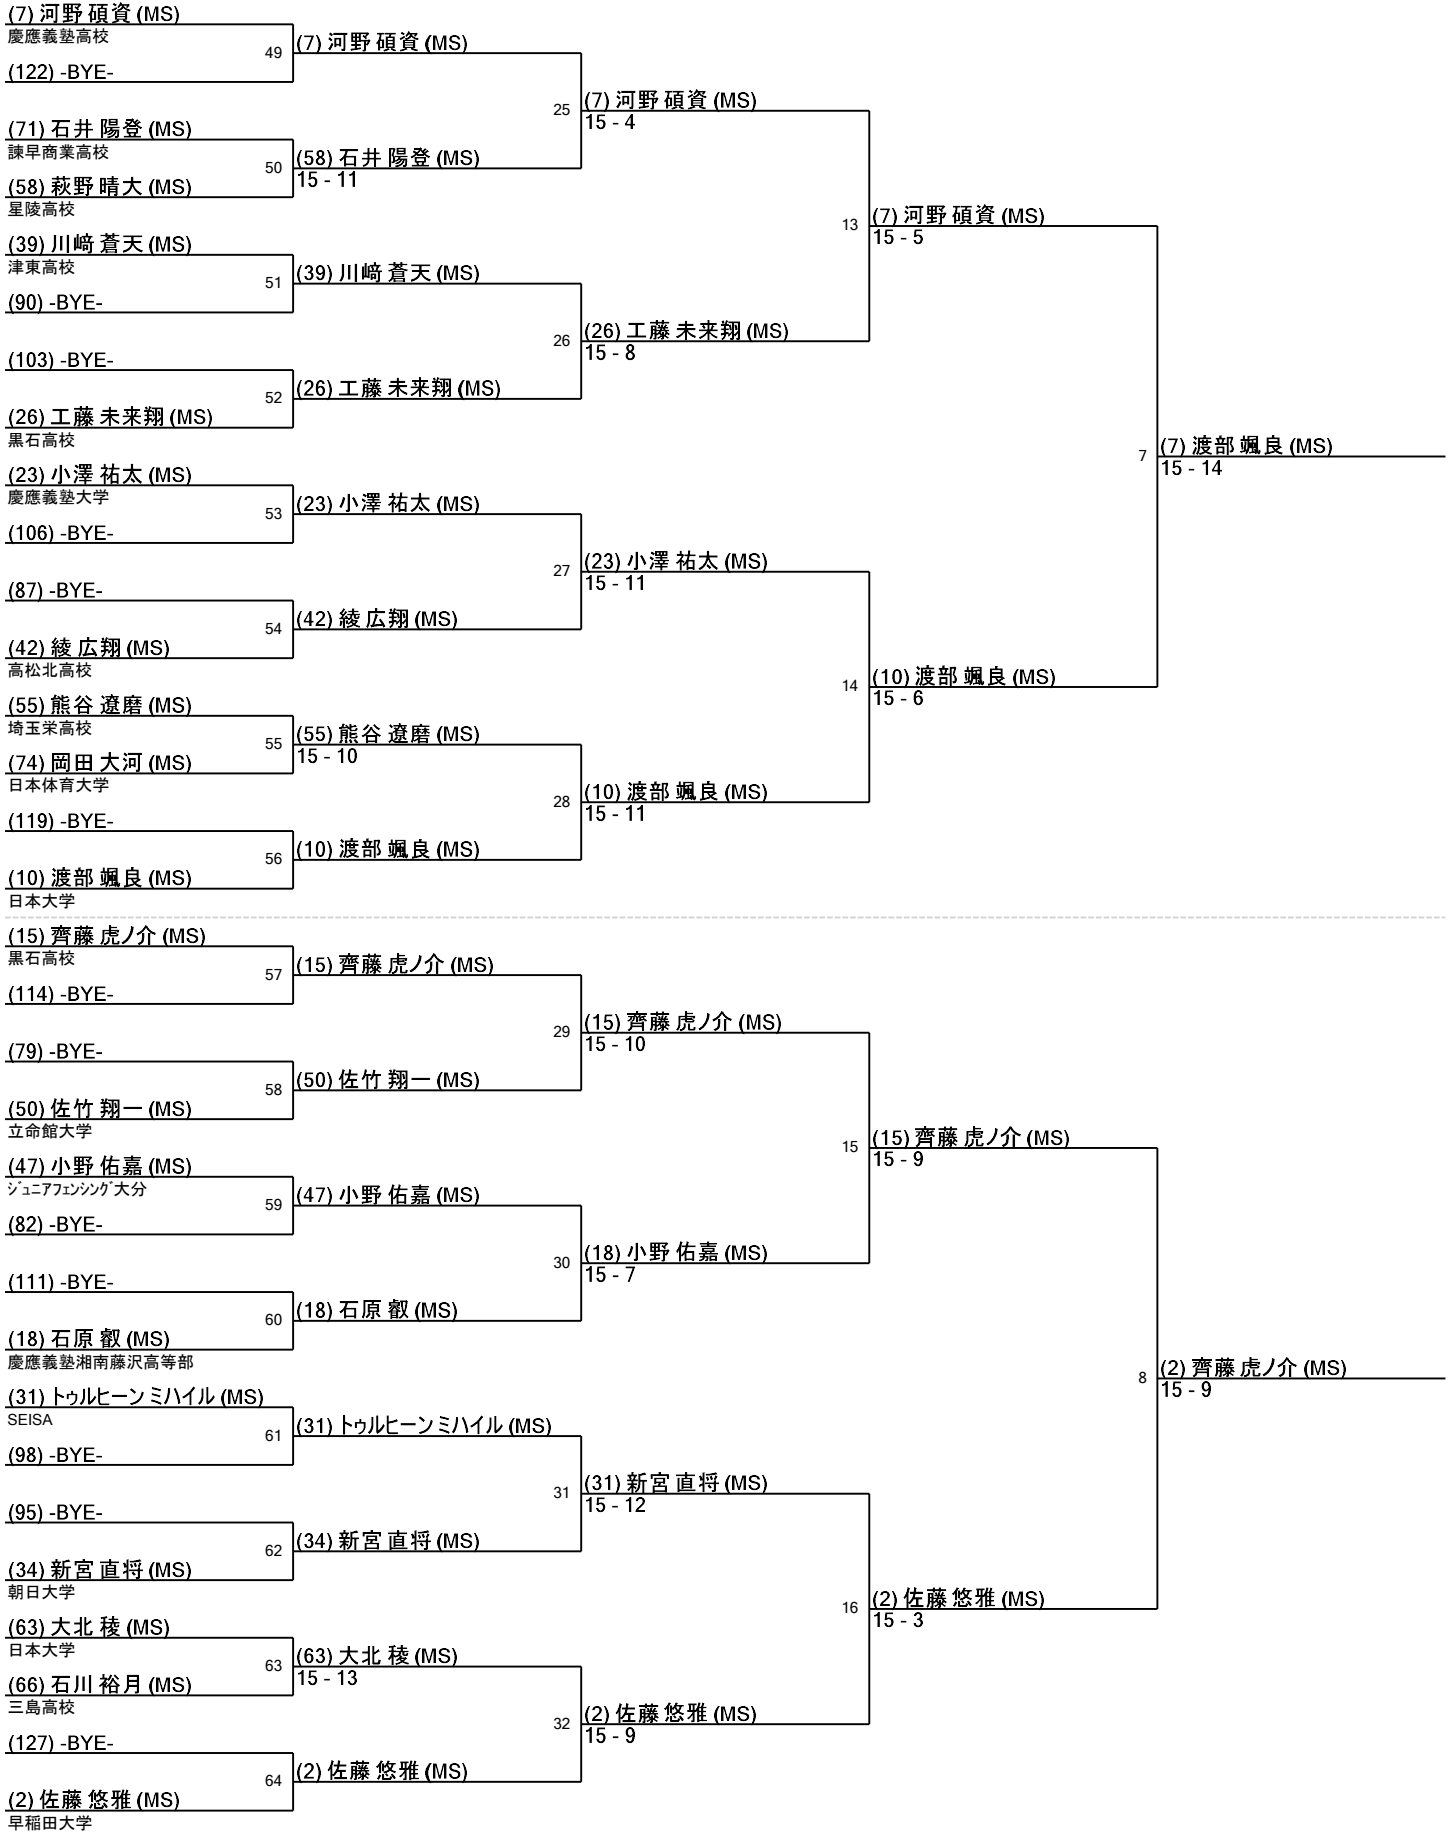 (7) 河野 碩資 (MS)
慶應義塾高校
49
(7) 河野 碩資 (MS)
(122) -BYE-
25
(7) 河野 碩資 (MS)
15 - 4
(71) 石井 陽登 (MS)
諫早商業高校
50
(58) 石井 陽登 (MS)
15 - 11
(58) 萩野 晴大 (MS)
星陵高校
13
(7) 河野 碩資 (MS)
15 - 5
(39) 川﨑 蒼天 (MS)
津東高校
51
(39) 川﨑 蒼天 (MS)
(90) -BYE-
26
(26) 工藤 未来翔 (MS)
15 - 8
(103) -BYE-
52
(26) 工藤 未来翔 (MS)
(26) 工藤 未来翔 (MS)
黒石高校
7
(7) 渡部 颯良 (MS)
15 - 14
(23) 小澤 祐太 (MS)
慶應義塾大学
53
(23) 小澤 祐太 (MS)
(106) -BYE-
27
(23) 小澤 祐太 (MS)
15 - 11
(87) -BYE-
54
(42) 綾 広翔 (MS)
(42) 綾 広翔 (MS)
高松北高校
14
(10) 渡部 颯良 (MS)
15 - 6
(55) 熊谷 遼磨 (MS)
埼玉栄高校
55
(55) 熊谷 遼磨 (MS)
15 - 10
(74) 岡田 大河 (MS)
日本体育大学
28
(10) 渡部 颯良 (MS)
15 - 11
(119) -BYE-
56
(10) 渡部 颯良 (MS)
(10) 渡部 颯良 (MS)
日本大学
(15) 齊藤 虎ノ介 (MS)
黒石高校
57
(15) 齊藤 虎ノ介 (MS)
(114) -BYE-
29
(15) 齊藤 虎ノ介 (MS)
15 - 10
(79) -BYE-
58
(50) 佐竹 翔一 (MS)
(50) 佐竹 翔一 (MS)
立命館大学
15
(15) 齊藤 虎ノ介 (MS)
15 - 9
(47) 小野 佑嘉 (MS)
ｼﾞｭﾆｱﾌｪﾝｼﾝｸﾞ大分
59
(47) 小野 佑嘉 (MS)
(82) -BYE-
30
(18) 小野 佑嘉 (MS)
15 - 7
(111) -BYE-
60
(18) 石原 叡 (MS)
(18) 石原 叡 (MS)
慶應義塾湘南藤沢高等部
8
(2) 齊藤 虎ノ介 (MS)
15 - 9
(31) トゥルヒーン ミハイル (MS)
SEISA
61
(31) トゥルヒーン ミハイル (MS)
(98) -BYE-
31
(31) 新宮 直将 (MS)
15 - 12
(95) -BYE-
62
(34) 新宮 直将 (MS)
(34) 新宮 直将 (MS)
朝日大学
16
(2) 佐藤 悠雅 (MS)
15 - 3
(63) 大北 稜 (MS)
日本大学
63
(63) 大北 稜 (MS)
15 - 13
(66) 石川 裕月 (MS)
三島高校
32
(2) 佐藤 悠雅 (MS)
15 - 9
(127) -BYE-
64
(2) 佐藤 悠雅 (MS)
(2) 佐藤 悠雅 (MS)
早稲田大学